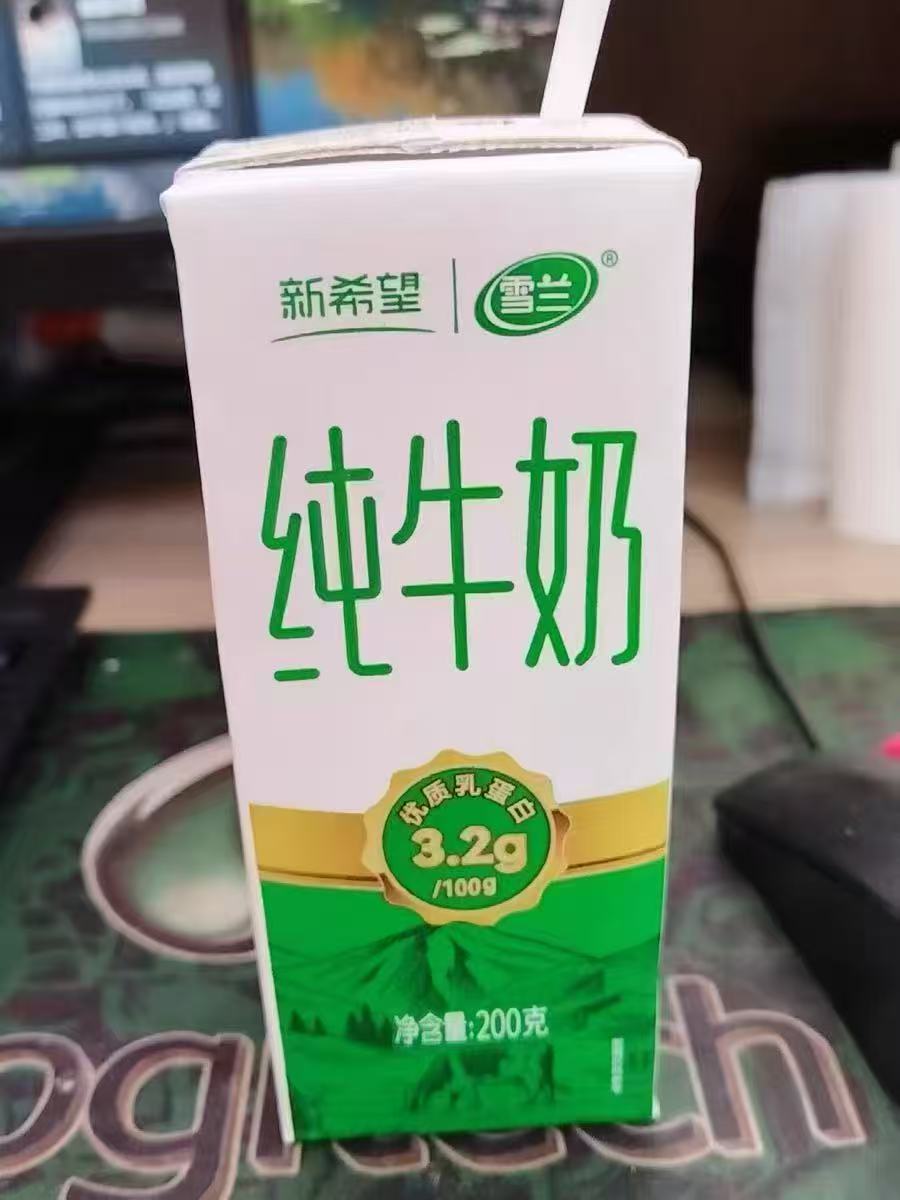 新希望 雪兰®
纯牛奶
优质乳蛋白
3.2g
/100g
净含量:200克
logitech